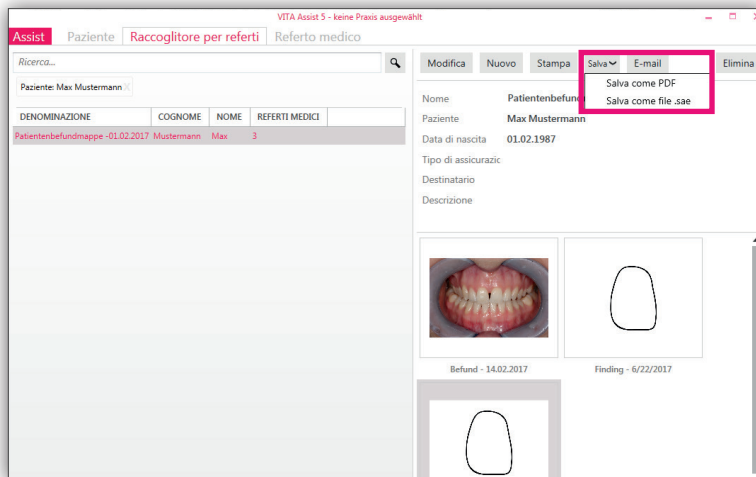 VITA Assist 5 - keine Praxis ausgewählt
Assist Paziente Raccoglitore per referti Referto medico
Ricerca...
Paziente: Max Mustermann
DENOMINAZIONE COGNOME NOME REFERTI MEDICI
Patientenbefundmappe -01.02.2017 Mustermann Max 3
Modifica Nuovo Stampa Salva E-mail Elimina
Salva come PDF
Salva come file .sae
Nome Patientenbefund
Paziente Max Mustermann
Data di nascita 01.02.1987
Tipo di assicurazic
Destinatario
Descrizione
Befund - 14.02.2017 Finding - 6/22/2017